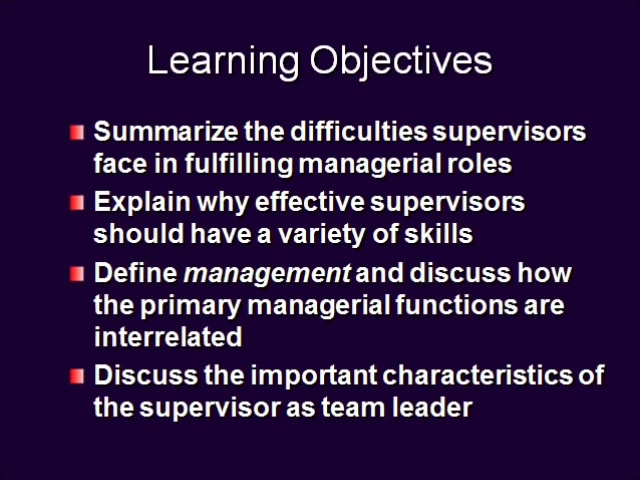 Learning Objectives
Summarize the difficulties supervisors
face in fulfilling managerial roles
Explain why effective supervisors
should have a variety of skills
Define management and discuss how
the primary managerial functions are
interrelated
Discuss the important characteristics of
the supervisor as team leader